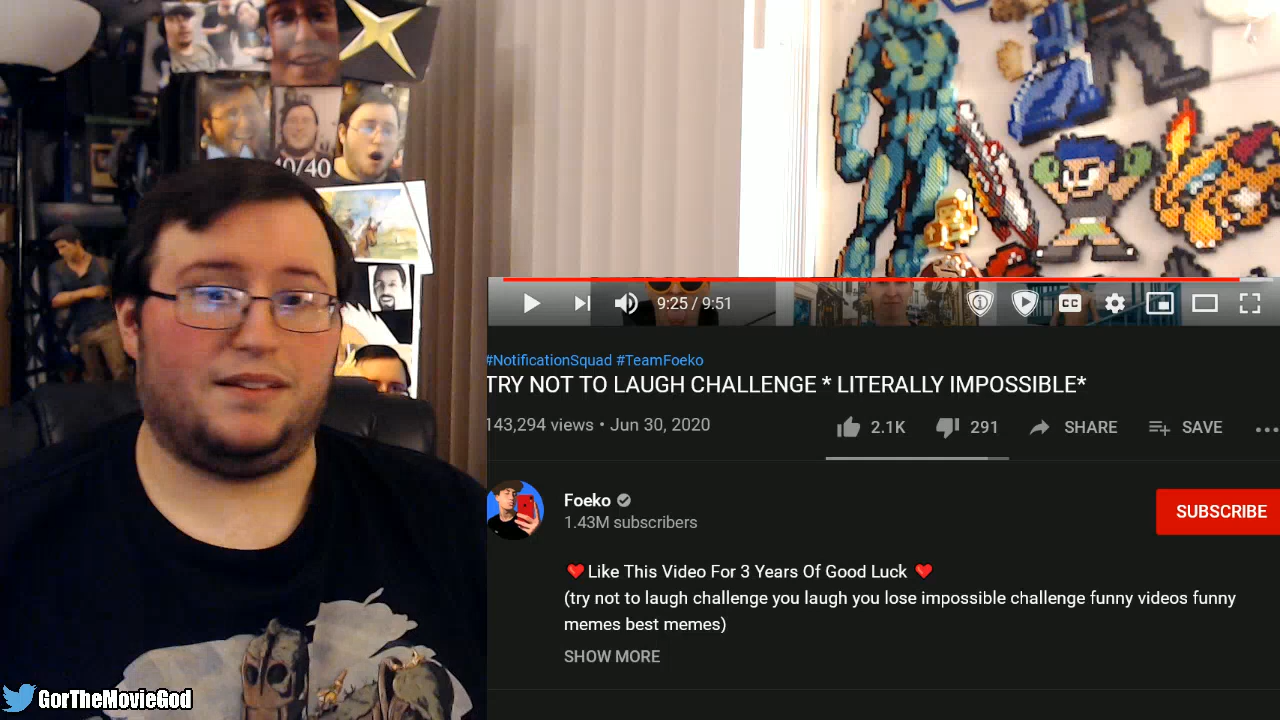 40/40
9:25 / 9:51
CC
#NotificationSquad #TeamFoeko
TRY NOT TO LAUGH CHALLENGE * LITERALLY IMPOSSIBLE*
143,294 views • Jun 30, 2020
2.1K
291
SHARE
SAVE
Foeko
1.43M subscribers
SUBSCRIBE
Like This Video For 3 Years Of Good Luck
(try not to laugh challenge you laugh you lose impossible challenge funny videos funny
memes best memes)
SHOW MORE
GorTheMovieGod